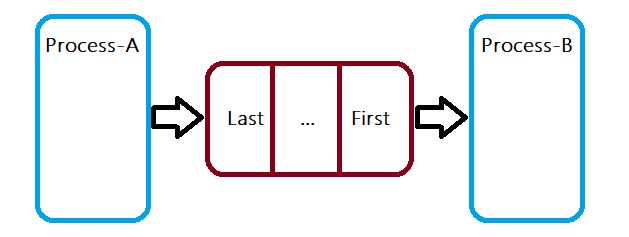 Process-A
Last
...
First
Process-B